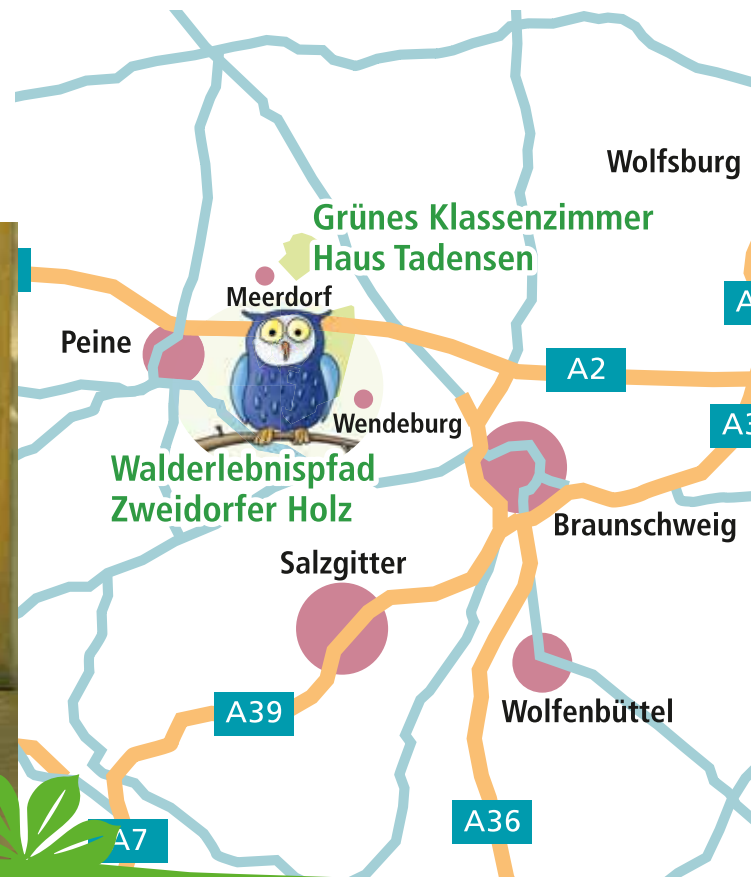 Wolfsburg
Grünes Klassenzimmer
Haus Tadensen
Meerdorf
Peine
A2
Wendeburg
Walderlebnispfad
Zweidorfer Holz
Braunschweig
Salzgitter
Wolfenbüttel
A39
A36
A7